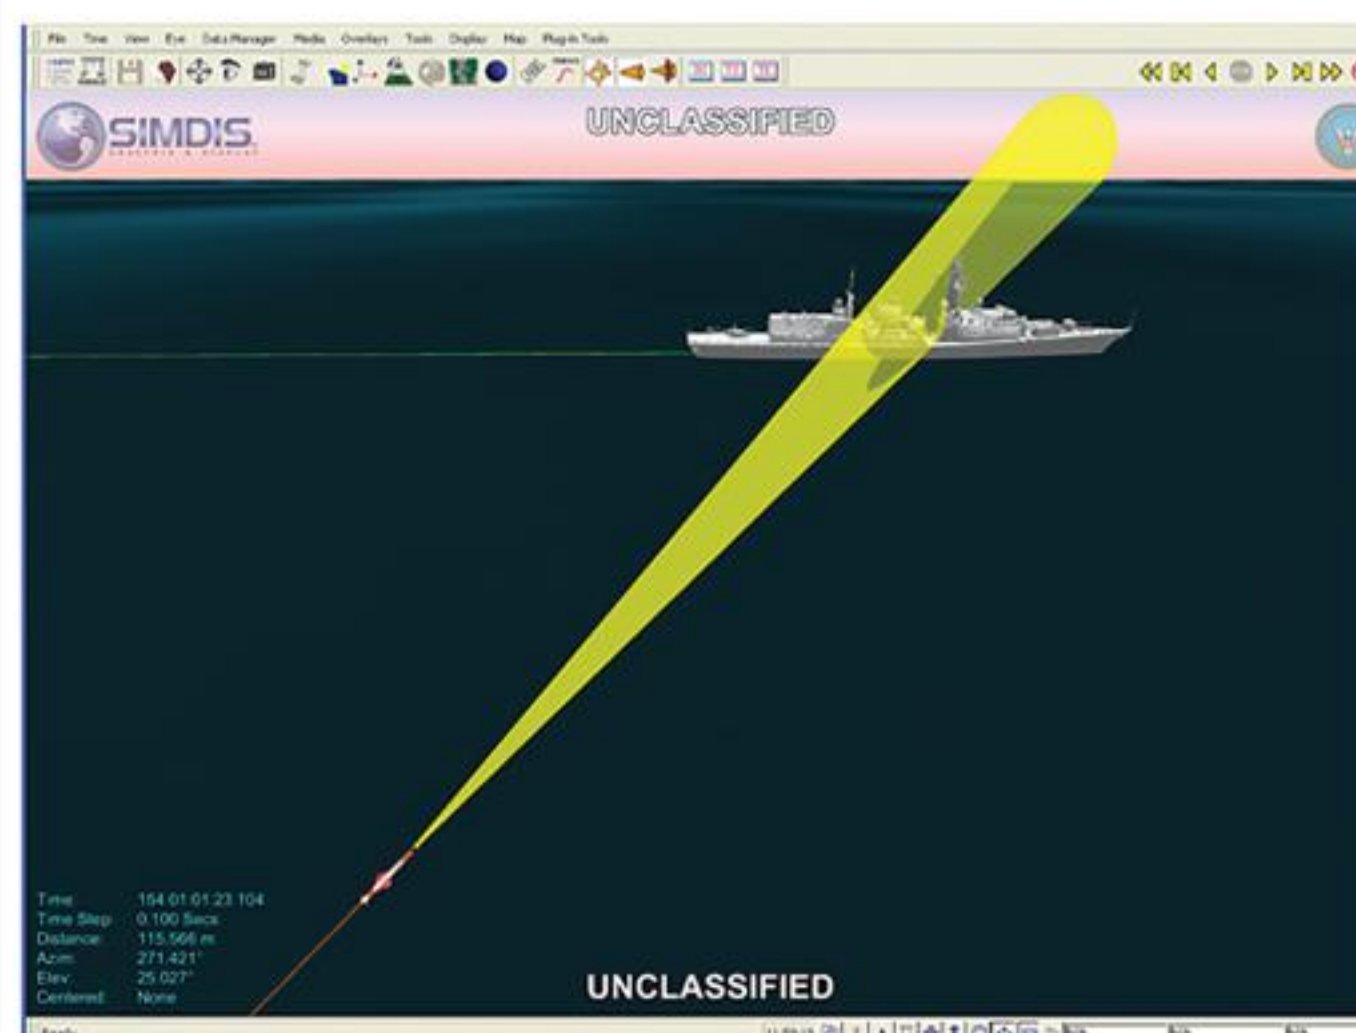 File Time View Eye Data Manager Media Overlays Tools Display Map Plug-in Tools
SIMDIS
UNCLASSIFIED
Time: 154 01:01:23.104
Time Step: 0.100 Secs
Distance: 115.566 m
Azim: 271.421°
Elev: 25.027°
Centered: None
UNCLASSIFIED